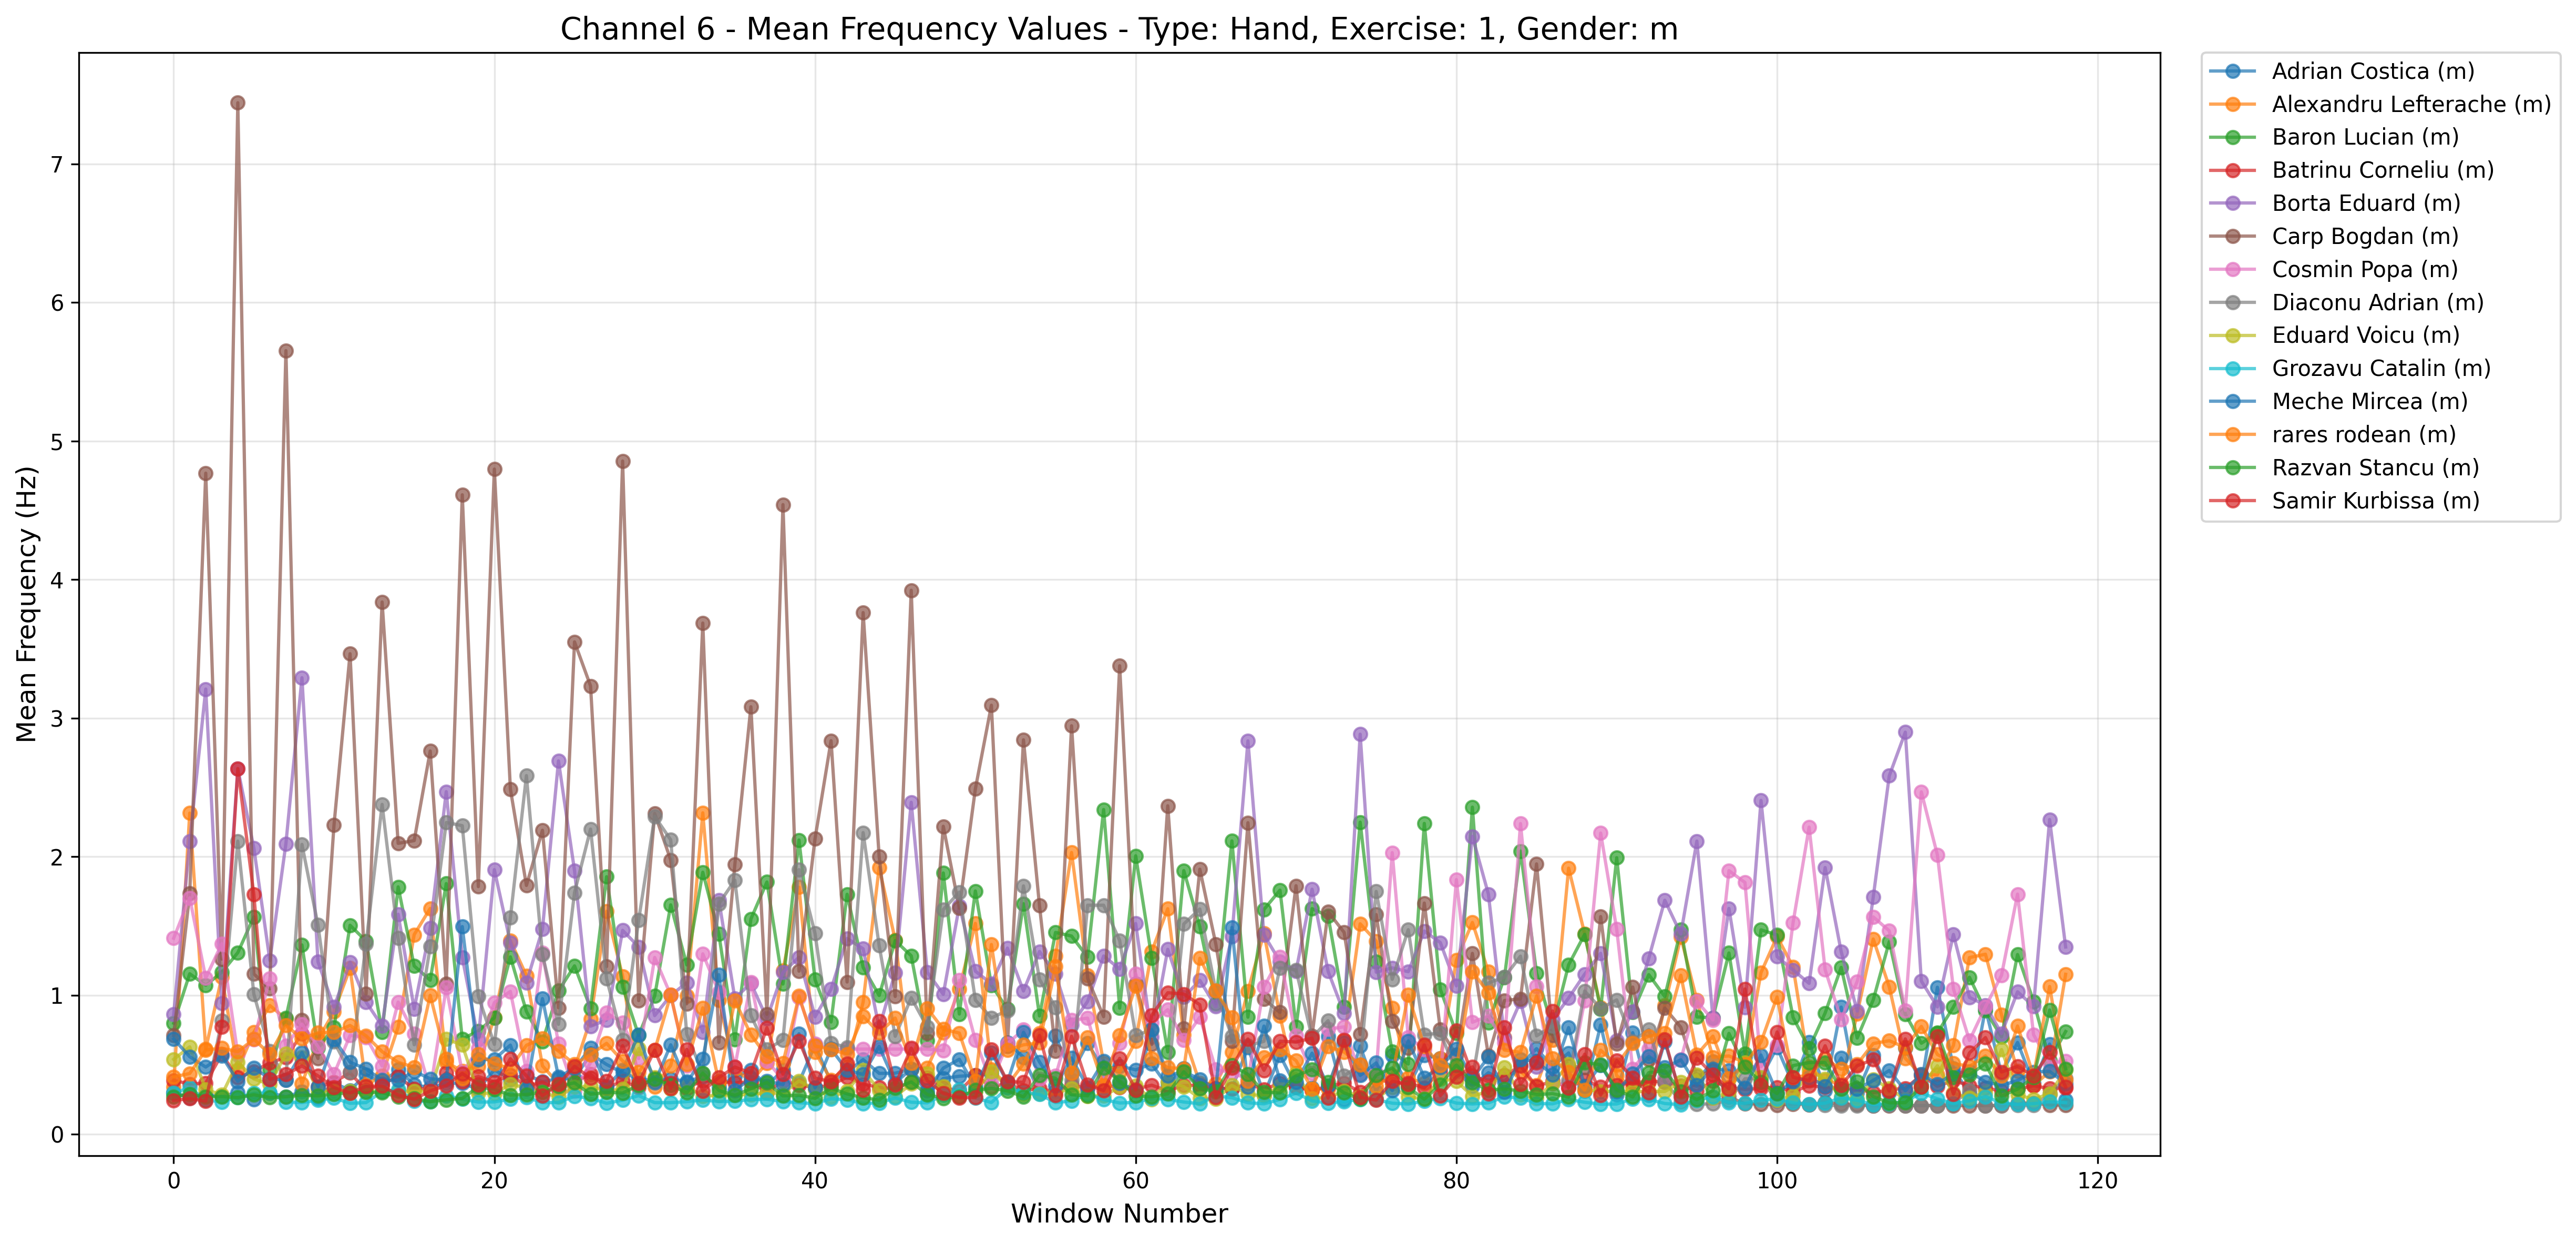 Channel 6 - Mean Frequency Values - Type: Hand, Exercise: 1, Gender: m
Mean Frequency (Hz)
7
6
5
4
3
2
1
0
0 20 40 60 80 100 120
Window Number
Adrian Costica (m)
Alexandru Lefterache (m)
Baron Lucian (m)
Batrinu Corneliu (m)
Borta Eduard (m)
Carp Bogdan (m)
Cosmin Popa (m)
Diaconu Adrian (m)
Eduard Voicu (m)
Grozavu Catalin (m)
Meche Mircea (m)
rares rodean (m)
Razvan Stancu (m)
Samir Kurbissa (m)